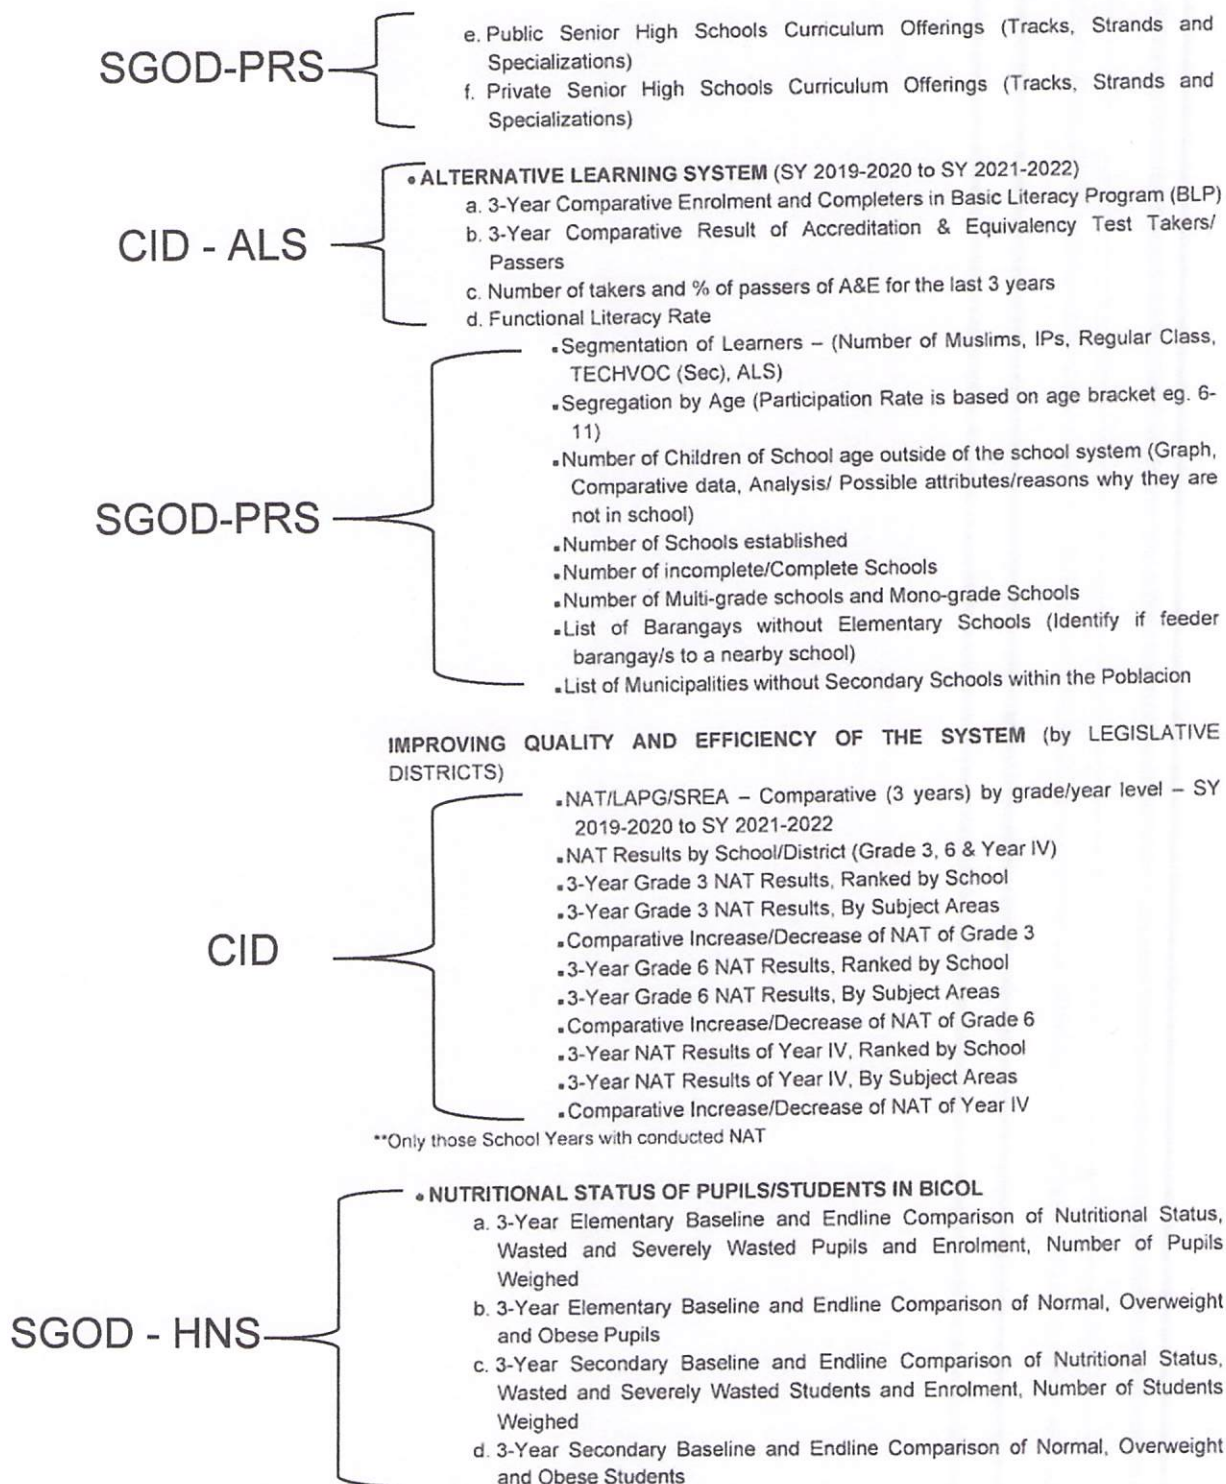 SGOD-PRS
e. Public Senior High Schools Curriculum Offerings (Tracks, Strands and
Specializations)
f. Private Senior High Schools Curriculum Offerings (Tracks, Strands and
Specializations)
CID - ALS
• ALTERNATIVE LEARNING SYSTEM (SY 2019-2020 to SY 2021-2022)
a. 3-Year Comparative Enrolment and Completers in Basic Literacy Program (BLP)
b. 3-Year Comparative Result of Accreditation & Equivalency Test Takers/
Passers
c. Number of takers and % of passers of A&E for the last 3 years
d. Functional Literacy Rate
SGOD-PRS
▪ Segmentation of Learners – (Number of Muslims, IPs, Regular Class,
TECHVOC (Sec), ALS)
▪ Segregation by Age (Participation Rate is based on age bracket eg. 6-
11)
▪ Number of Children of School age outside of the school system (Graph,
Comparative data, Analysis/ Possible attributes/reasons why they are
not in school)
▪ Number of Schools established
▪ Number of incomplete/Complete Schools
▪ Number of Multi-grade schools and Mono-grade Schools
▪ List of Barangays without Elementary Schools (Identify if feeder
barangay/s to a nearby school)
▪ List of Municipalities without Secondary Schools within the Poblacion
IMPROVING QUALITY AND EFFICIENCY OF THE SYSTEM (by LEGISLATIVE
DISTRICTS)
CID
▪ NAT/LAPG/SREA – Comparative (3 years) by grade/year level – SY
2019-2020 to SY 2021-2022
▪ NAT Results by School/District (Grade 3, 6 & Year IV)
▪ 3-Year Grade 3 NAT Results, Ranked by School
▪ 3-Year Grade 3 NAT Results, By Subject Areas
▪ Comparative Increase/Decrease of NAT of Grade 3
▪ 3-Year Grade 6 NAT Results, Ranked by School
▪ 3-Year Grade 6 NAT Results, By Subject Areas
▪ Comparative Increase/Decrease of NAT of Grade 6
▪ 3-Year NAT Results of Year IV, Ranked by School
▪ 3-Year NAT Results of Year IV, By Subject Areas
▪ Comparative Increase/Decrease of NAT of Year IV
**Only those School Years with conducted NAT
SGOD - HNS
• NUTRITIONAL STATUS OF PUPILS/STUDENTS IN BICOL
a. 3-Year Elementary Baseline and Endline Comparison of Nutritional Status,
Wasted and Severely Wasted Pupils and Enrolment, Number of Pupils
Weighed
b. 3-Year Elementary Baseline and Endline Comparison of Normal, Overweight
and Obese Pupils
c. 3-Year Secondary Baseline and Endline Comparison of Nutritional Status,
Wasted and Severely Wasted Students and Enrolment, Number of Students
Weighed
d. 3-Year Secondary Baseline and Endline Comparison of Normal, Overweight
and Obese Students